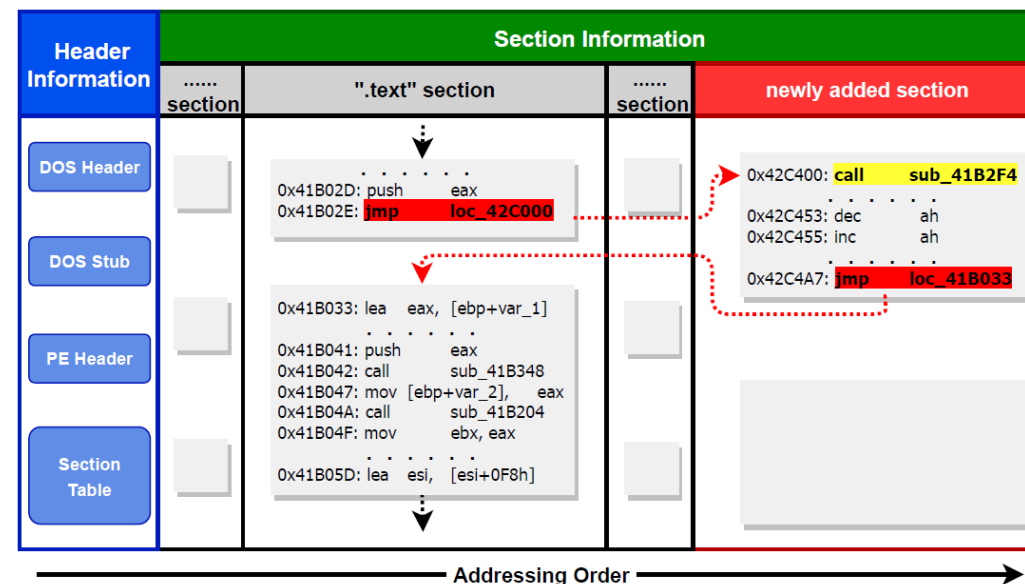 Header
Information
Section Information
......
section
".text" section
......
section
newly added section
DOS Header
DOS Stub
PE Header
Section
Table
. . . . . .
0x41B02D: push eax
0x41B02E: jmp loc_42C000
0x41B033: lea eax, [ebp+var_1]
. . . . . .
0x41B041: push eax
0x41B042: call sub_41B348
0x41B047: mov [ebp+var_2], eax
0x41B04A: call sub_41B204
0x41B04F: mov ebx, eax
. . . . . .
0x41B05D: lea esi, [esi+0F8h]
0x42C400: call sub_41B2F4
. . . . . .
0x42C453: dec ah
0x42C455: inc ah
. . . . . .
0x42C4A7: jmp loc_41B033
Addressing Order